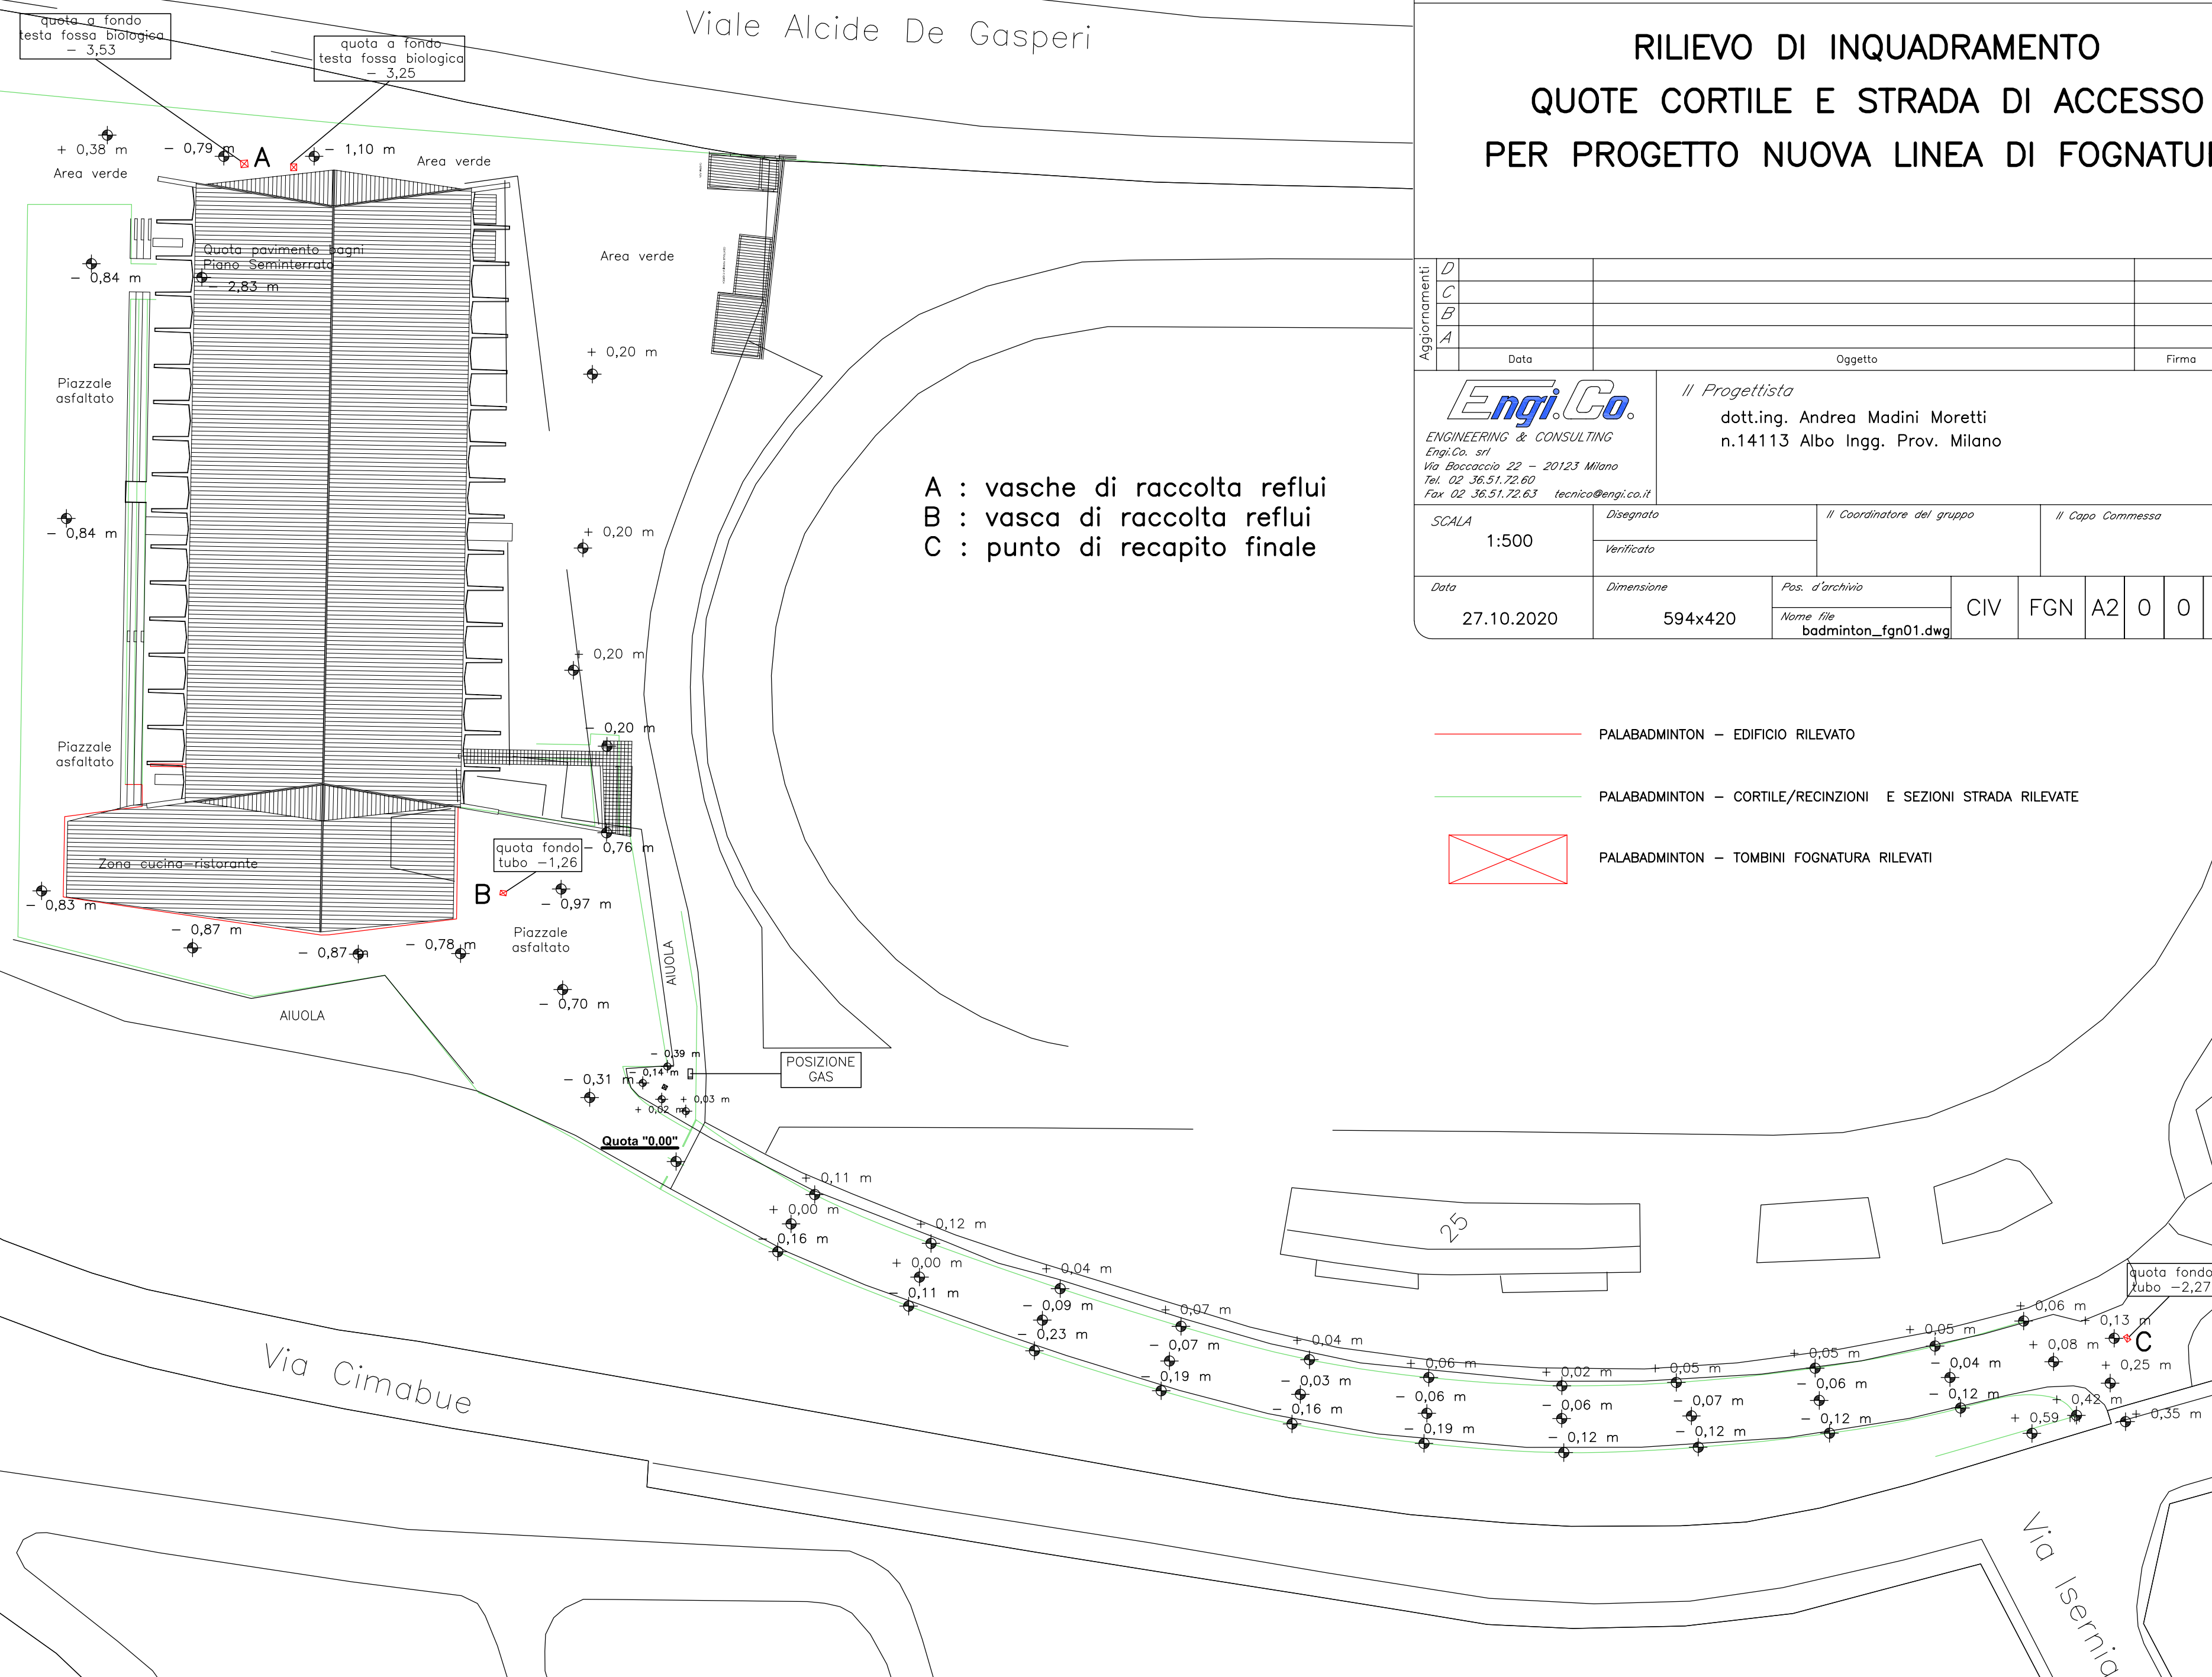 quota a fondo
testa fossa biologica
– 3,53
quota a fondo
testa fossa biologica
– 3,25
Viale Alcide De Gasperi
RILIEVO DI INQUADRAMENTO
QUOTE CORTILE E STRADA DI ACCESSO
PER PROGETTO NUOVA LINEA DI FOGNATU
+ 0,38 m
Area verde
– 0,79 m
A
– 1,10 m
Area verde
Quota pavimento bagni
Piano Seminterrato
– 2,83 m
– 0,84 m
Area verde
+ 0,20 m
Piazzale
asfaltato
– 0,84 m
+ 0,20 m
+ 0,20 m
– 0,20 m
Piazzale
asfaltato
A : vasche di raccolta reflui
B : vasca di raccolta reflui
C : punto di recapito finale
Aggiornamenti
D
C
B
A
Data
Oggetto
Firma
Engi.Co.
ENGINEERING & CONSULTING
Engi.Co. srl
Via Boccaccio 22 – 20123 Milano
Tel. 02 36.51.72.60
Fax 02 36.51.72.63 tecnico@engi.co.it
Il Progettista
dott.ing. Andrea Madini Moretti
n.14113 Albo Ingg. Prov. Milano
SCALA
1:500
Disegnato
Verificato
Il Coordinatore del gruppo
Il Capo Commessa
Data
27.10.2020
Dimensione
594x420
Pos. d'archivio
Nome file
badminton_fgn01.dwg
CIV
FGN
A2
0
0
PALABADMINTON – EDIFICIO RILEVATO
PALABADMINTON – CORTILE/RECINZIONI E SEZIONI STRADA RILEVATE
PALABADMINTON – TOMBINI FOGNATURA RILEVATI
Zona cucina–ristorante
quota fondo
tubo –1,26
– 0,76 m
B
– 0,97 m
– 0,83 m
– 0,87 m
– 0,87 m
– 0,78 m
Piazzale
asfaltato
– 0,70 m
AIUOLA
AIUOLA
– 0,39 m
– 0,14 m
– 0,31 m
+ 0,02 m
+ 0,03 m
POSIZIONE
GAS
Quota "0,00"
+ 0,11 m
+ 0,00 m
– 0,16 m
+ 0,12 m
+ 0,00 m
– 0,11 m
+ 0,04 m
– 0,09 m
– 0,23 m
+ 0,07 m
– 0,07 m
– 0,19 m
+ 0,04 m
– 0,03 m
– 0,16 m
+ 0,06 m
– 0,06 m
– 0,19 m
+ 0,02 m
– 0,06 m
– 0,12 m
+ 0,05 m
– 0,07 m
– 0,12 m
+ 0,05 m
– 0,06 m
– 0,12 m
+ 0,05 m
– 0,04 m
– 0,12 m
+ 0,06 m
+ 0,08 m
+ 0,13 m
C
+ 0,25 m
+ 0,42 m
+ 0,59
+ 0,35 m
quota fondo
tubo –2,27
25
Via Cimabue
Via Isernia